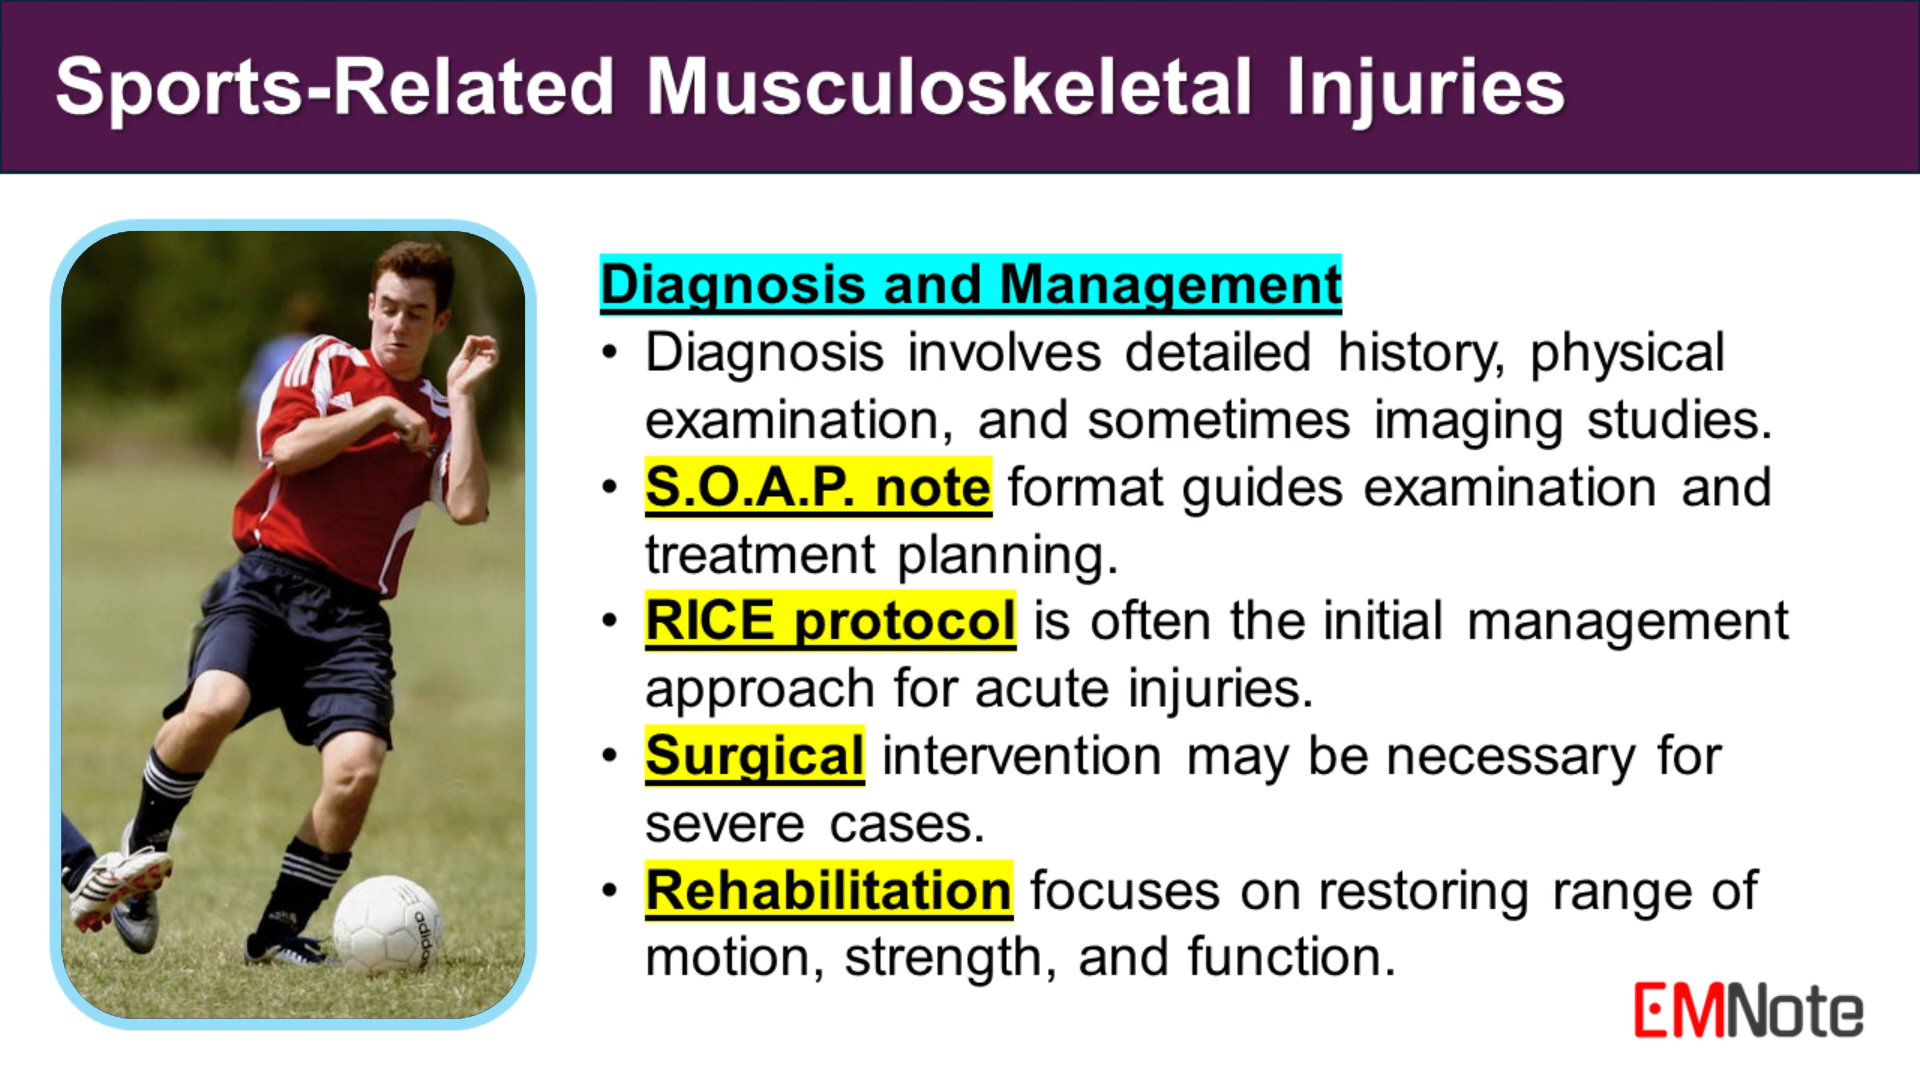 Sports-Related Musculoskeletal Injuries
Diagnosis and Management
• Diagnosis involves detailed history, physical
examination, and sometimes imaging studies.
• S.O.A.P. note format guides examination and
treatment planning.
• RICE protocol is often the initial management
approach for acute injuries.
• Surgical intervention may be necessary for
severe cases.
• Rehabilitation focuses on restoring range of
motion, strength, and function.
adidas
EMNote